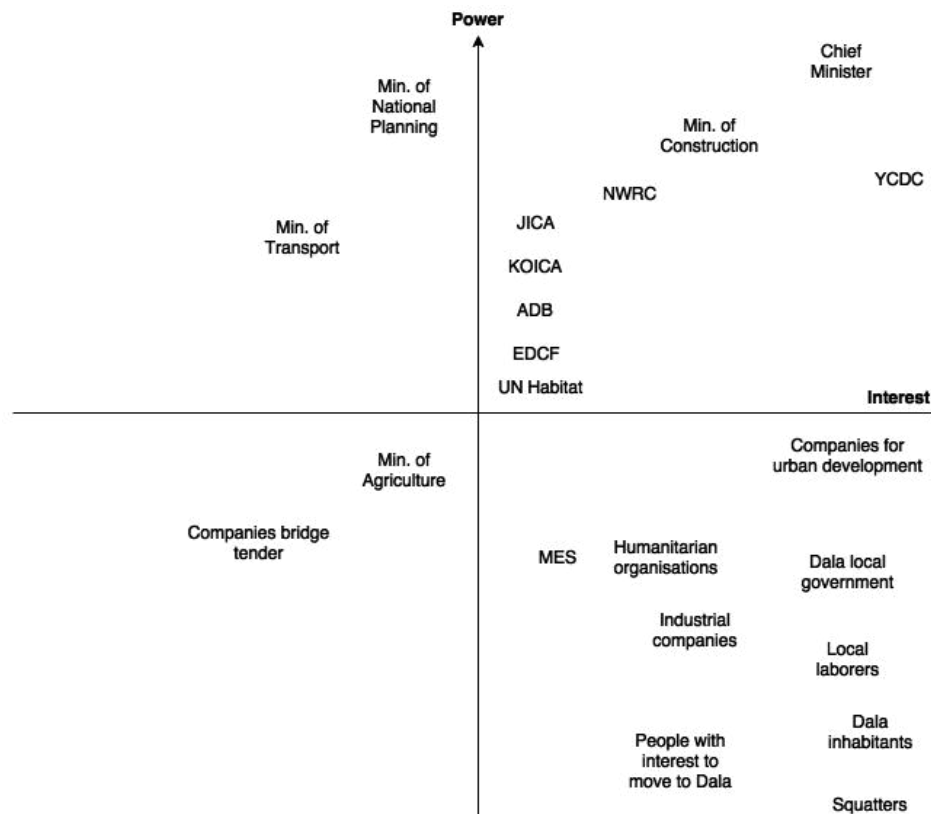 Power
Chief
Minister
Min. of
National
Planning
Min. of
Construction
YCDC
NWRC
JICA
Min. of
Transport
KOICA
ADB
EDCF
UN Habitat
Interest
Companies for
urban development
Min. of
Agriculture
Companies bridge
tender
MES
Humanitarian
organisations
Dala local
government
Industrial
companies
Local
laborers
Dala
inhabitants
People with
interest to
move to Dala
Squatters